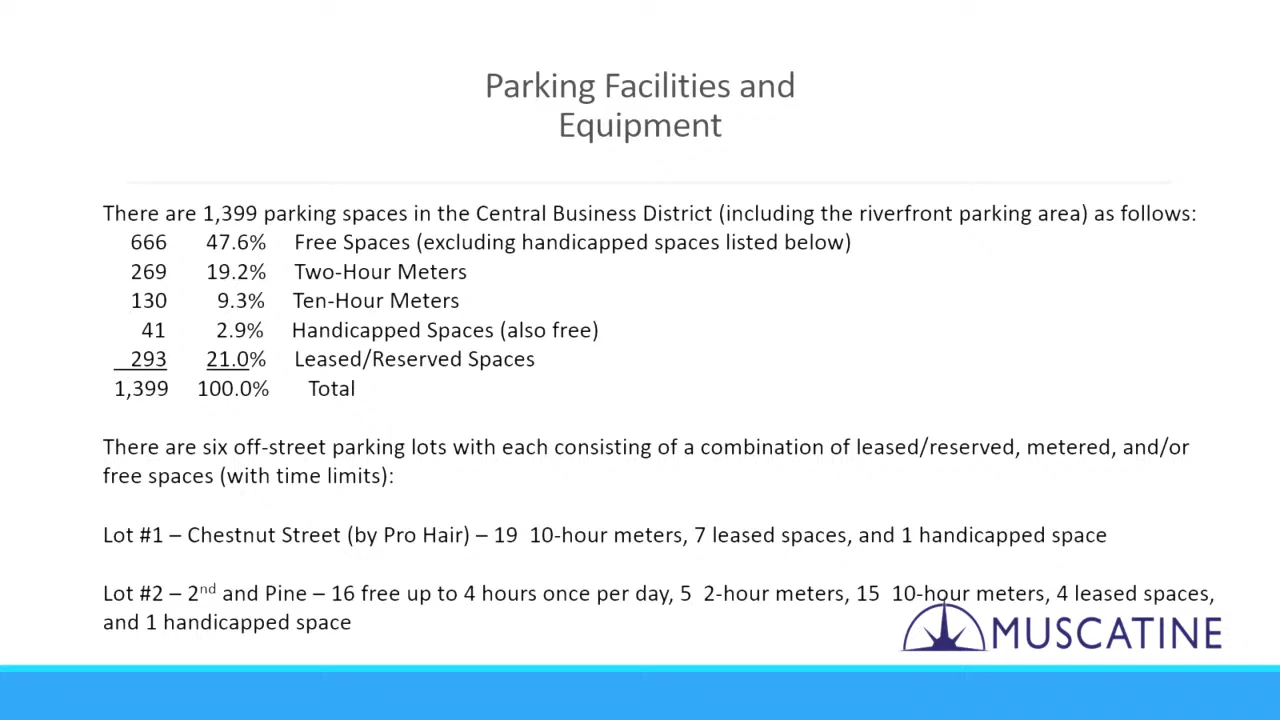 Parking Facilities and
Equipment
There are 1,399 parking spaces in the Central Business District (including the riverfront parking area) as follows:
666 47.6% Free Spaces (excluding handicapped spaces listed below)
269 19.2% Two-Hour Meters
130 9.3% Ten-Hour Meters
41 2.9% Handicapped Spaces (also free)
293 21.0% Leased/Reserved Spaces
1,399 100.0% Total
There are six off-street parking lots with each consisting of a combination of leased/reserved, metered, and/or
free spaces (with time limits):
Lot #1 – Chestnut Street (by Pro Hair) – 19 10-hour meters, 7 leased spaces, and 1 handicapped space
Lot #2 – 2nd and Pine – 16 free up to 4 hours once per day, 5 2-hour meters, 15 10-hour meters, 4 leased spaces,
and 1 handicapped space
MUSCATINE